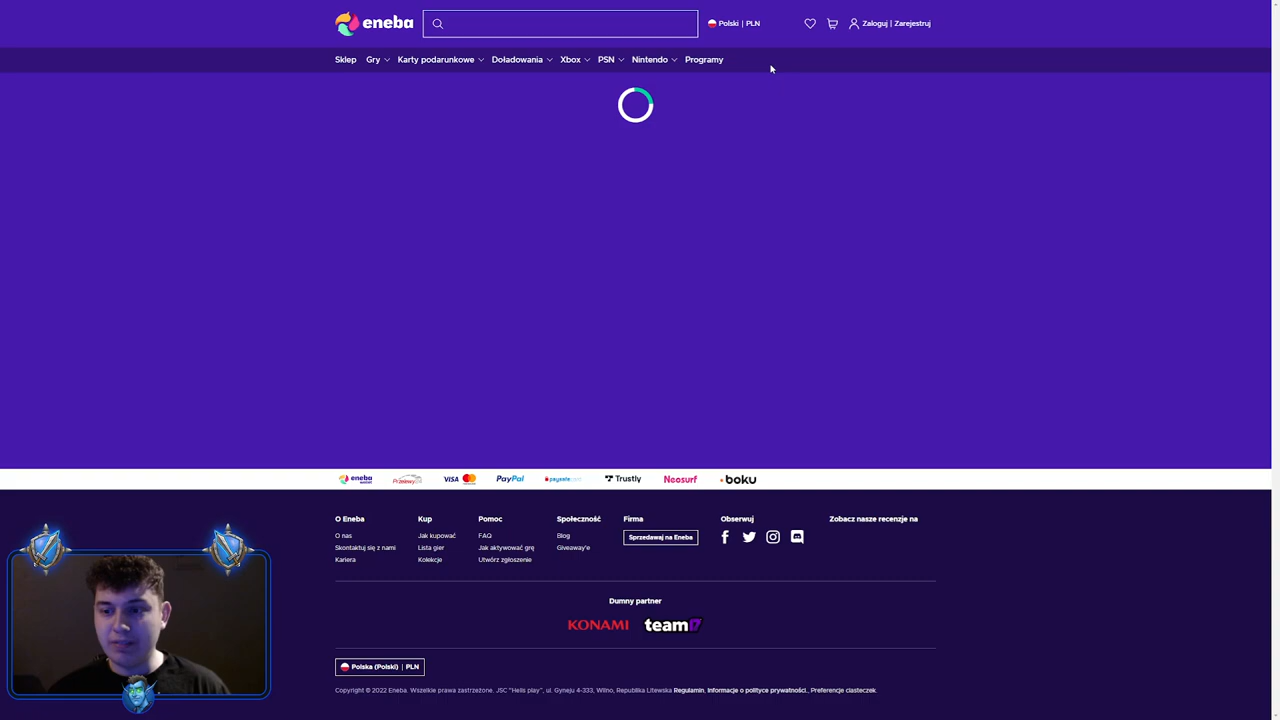 eneba
Polski | PLN
Zaloguj | Zarejestruj
Sklep Gry Karty podarunkowe Doładowania Xbox PSN Nintendo Programy
eneba Przelewy24 VISA PayPal paysafecard Trustly Neosurf boku
O Eneba
O nas
Skontaktuj się z nami
Kariera
Kup
Jak kupować
Lista gier
Kolekcje
Pomoc
FAQ
Jak aktywować grę
Utwórz zgłoszenie
Społeczność
Blog
Giveaway'e
Firma
Sprzedawaj na Eneba
Obserwuj
Zobacz nasze recenzje na
Dumny partner
KONAMI team17
Polska (Polski) | PLN
Copyright © 2022 Eneba. Wszelkie prawa zastrzeżone. JSC "Helis play", ul. Gyneju 4-333, Wilno, Republika Litewska Regulamin, Informacje o polityce prywatności., Preferencje ciasteczek.